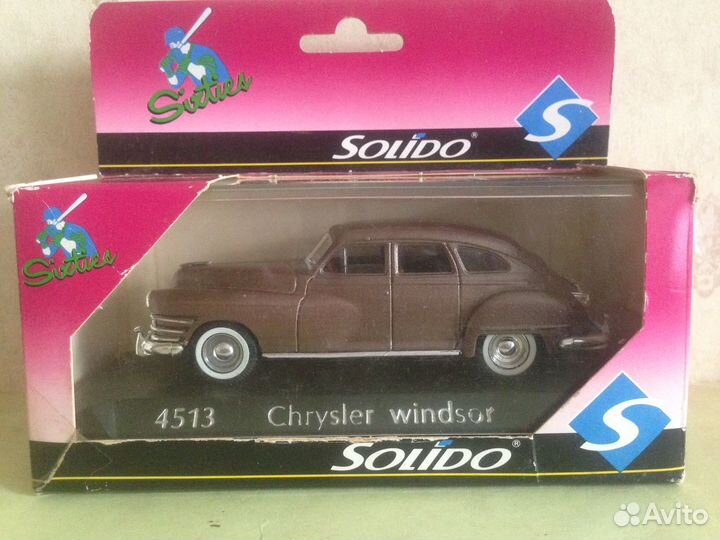 Sixties
S
SOLIDO®
Sixties
4513 Chrysler windsor
S
SOLIDO®
Avito